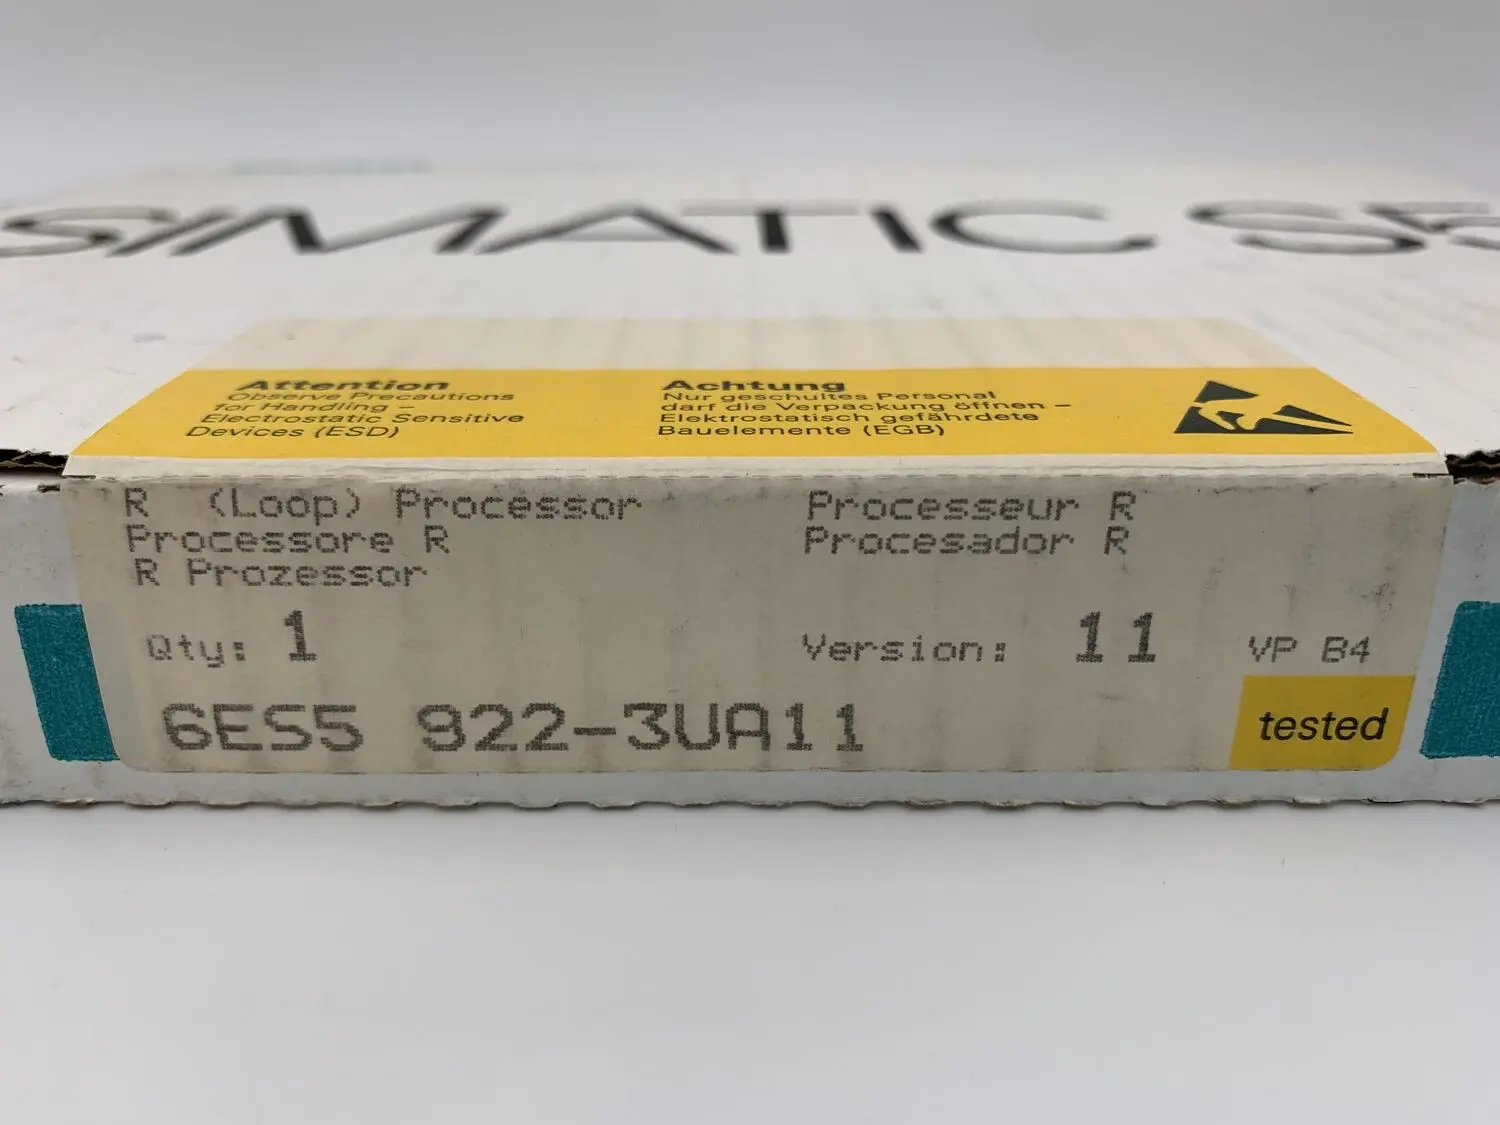 SIMATIC S5
Attention
Observe Precautions
for Handling –
Electrostic Sensitive
Devices (ESD)
Achtung
Nur geschultes Personal
darf die Verpackung öffnen –
Elektrostatisch gefährdete
Bauelemente (EGB)
R (Loop) Processor
Processeur R
Processore R
Procesador R
R Prozessor
Qty: 1
Version: 11
VP B4
6ES5 922-3UA11
tested